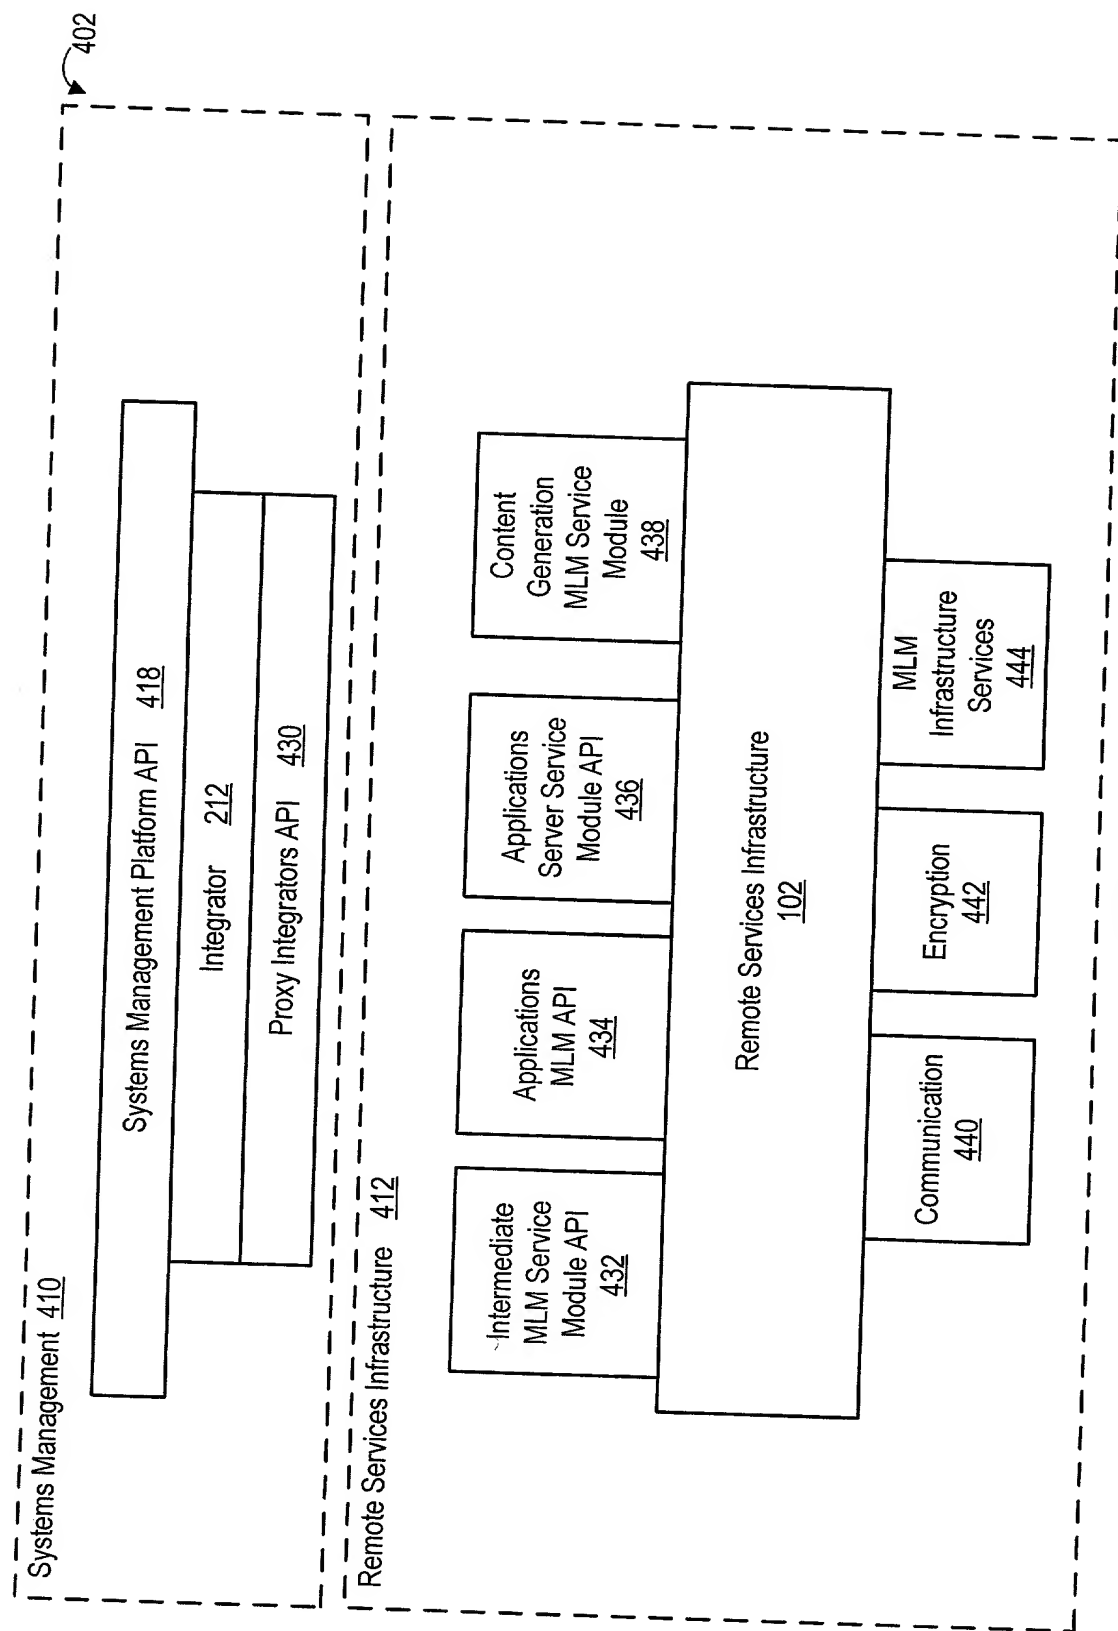 402
Systems Management 410
Systems Management Platform API 418
Integrator 212
Proxy Integrators API 430
Remote Services Infrastructure 412
Intermediate
MLM Service
Module API
432
Applications
MLM API
434
Applications
Server Service
Module API
436
Content
Generation
MLM Service
Module
438
Remote Services Infrastructure
102
Communication
440
Encryption
442
MLM
Infrastructure
Services
444